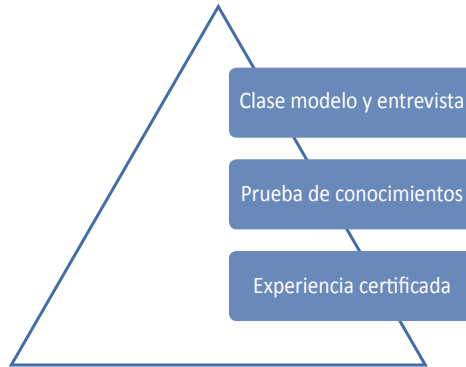 Clase modelo y entrevista
Prueba de conocimientos
Experiencia certificada